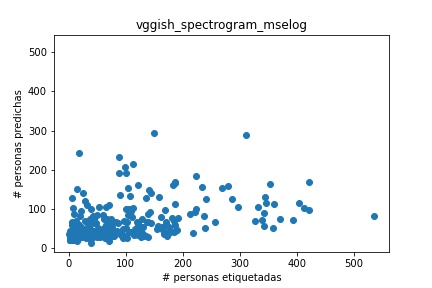 vggish_spectrogram_mselog
# personas predichas
500
400
300
200
100
0
0 100 200 300 400 500
# personas etiquetadas